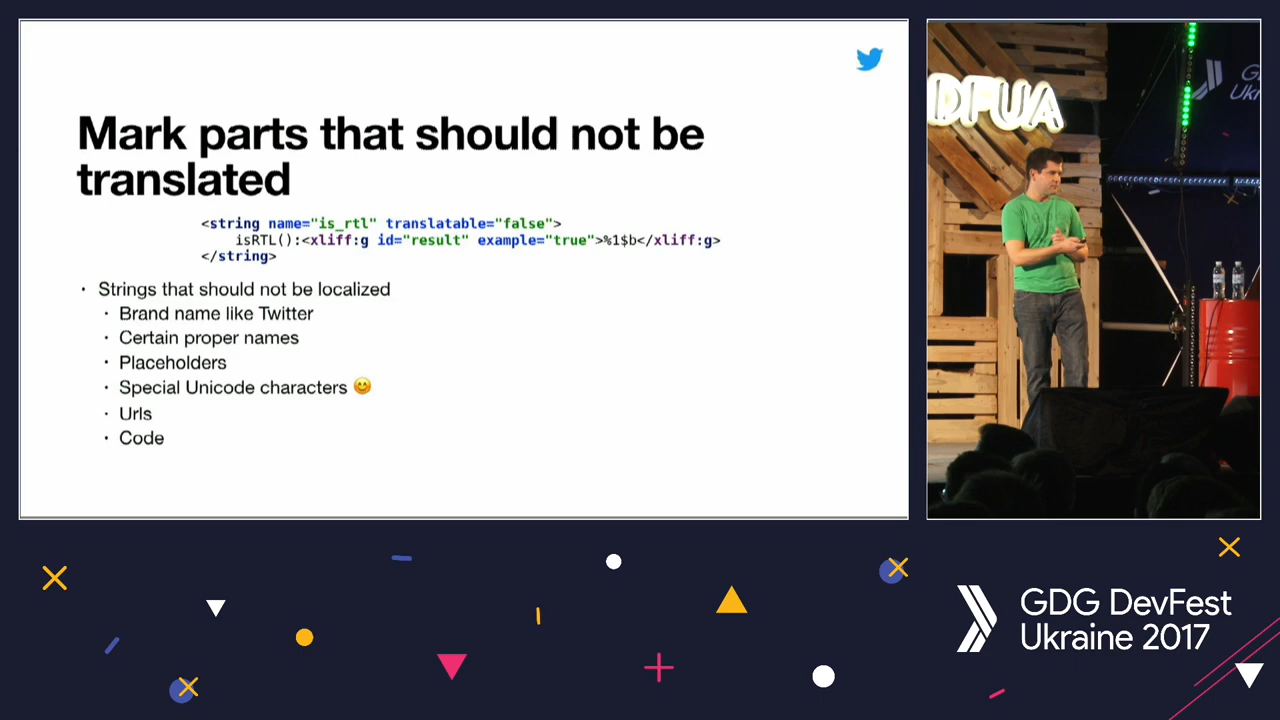 Mark parts that should not be
translated
<string name="is_rtl" translatable="false">
isRTL():<xliff:g id="result" example="true">%1$b</xliff:g>
</string>
· Strings that should not be localized
· Brand name like Twitter
· Certain proper names
· Placeholders
· Special Unicode characters 😊
· Urls
· Code
DFUA
GDG DevFest
Ukraine 2017